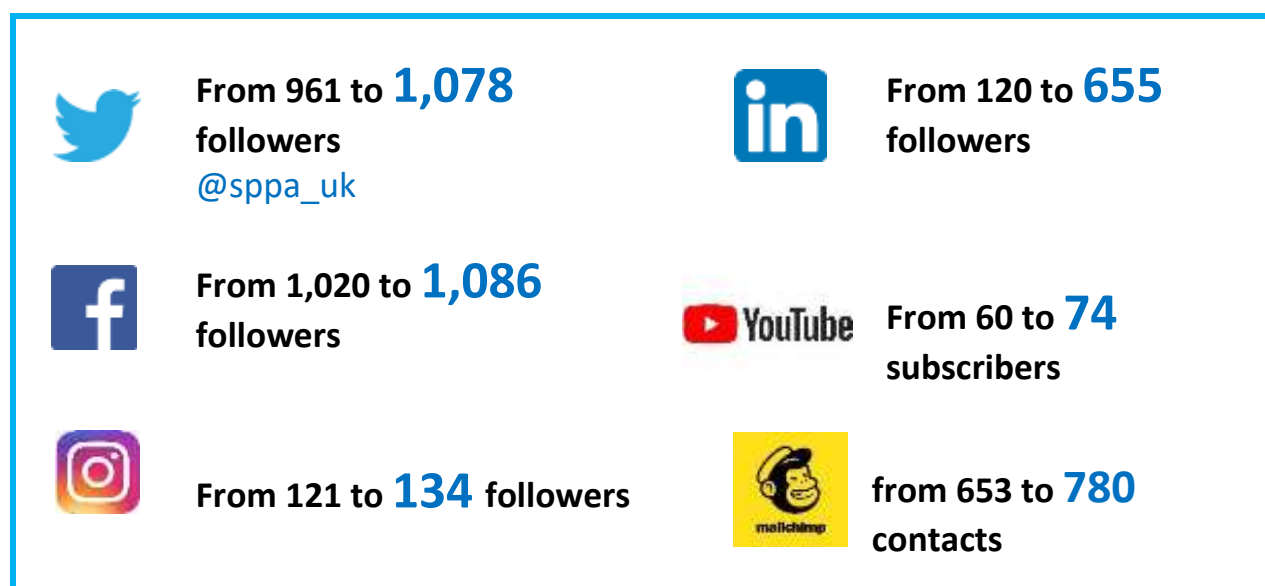 From 961 to 1,078
followers
@sppa_uk
in
From 120 to 655
followers
f
From 1,020 to 1,086
followers
YouTube
From 60 to 74
subscribers
From 121 to 134 followers
mailchimp
from 653 to 780
contacts